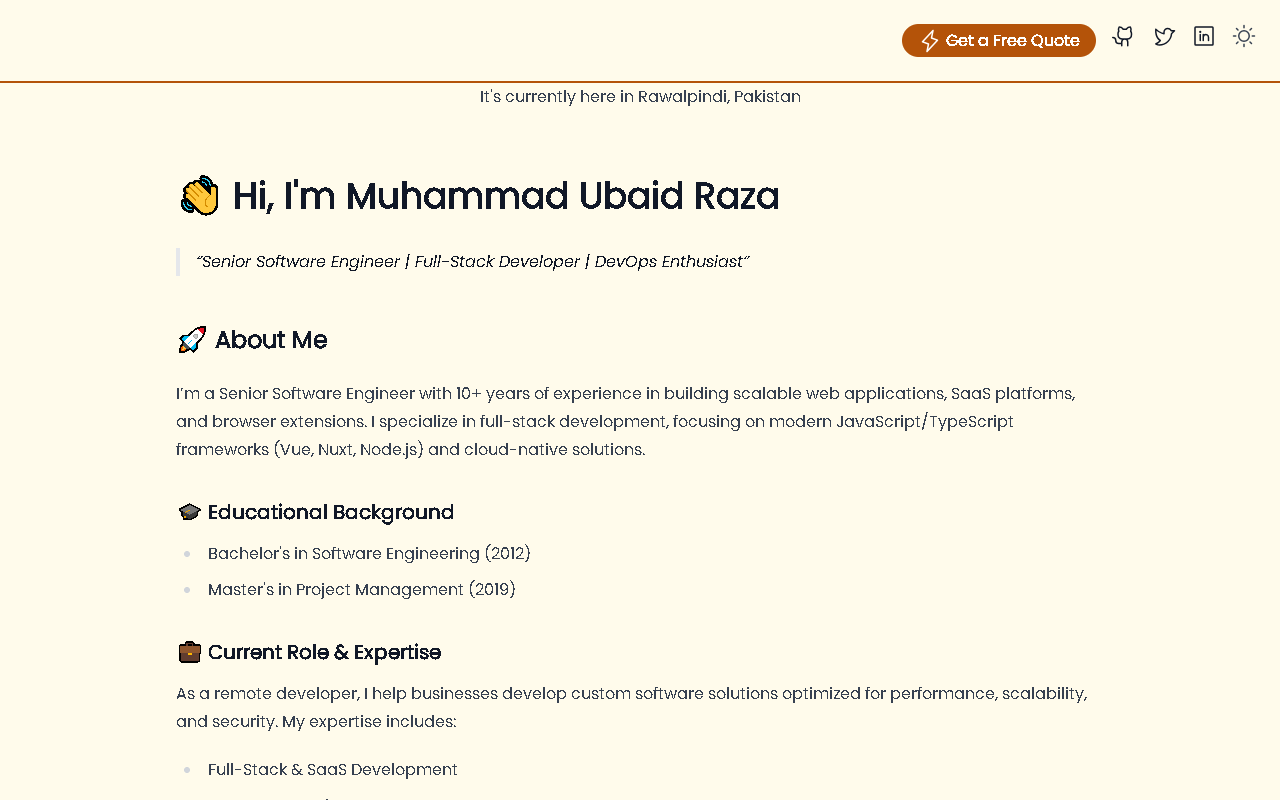 Get a Free Quote
It's currently here in Rawalpindi, Pakistan
👋 Hi, I'm Muhammad Ubaid Raza
“Senior Software Engineer | Full-Stack Developer | DevOps Enthusiast”
🚀 About Me
I’m a Senior Software Engineer with 10+ years of experience in building scalable web applications, SaaS platforms,
and browser extensions. I specialize in full-stack development, focusing on modern JavaScript/TypeScript
frameworks (Vue, Nuxt, Node.js) and cloud-native solutions.
🎓 Educational Background
Bachelor's in Software Engineering (2012)
Master's in Project Management (2019)
💼 Current Role & Expertise
As a remote developer, I help businesses develop custom software solutions optimized for performance, scalability,
and security. My expertise includes:
Full-Stack & SaaS Development